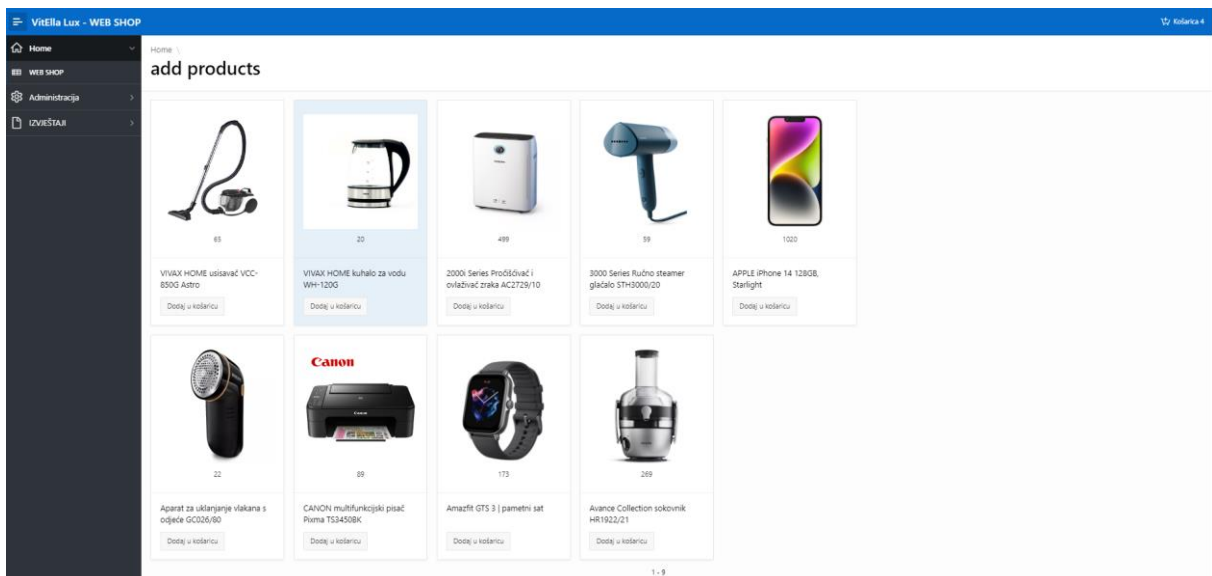 VitElla Lux - WEB SHOP
Košarica 4
Home
WEB SHOP
Administracija
IZVJEŠTAJI
Home \
add products
65
VIVAX HOME usisavač VCC-
850G Astro
Dodaj u košaricu
20
VIVAX HOME kuhalo za vodu
WH-120G
Dodaj u košaricu
499
2000i Series Pročišćivač i
ovlaživač zraka AC2729/10
Dodaj u košaricu
59
3000 Series Ručno steamer
glačalo STH3000/20
Dodaj u košaricu
1020
APPLE iPhone 14 128GB,
Starlight
Dodaj u košaricu
22
Aparat za uklanjanje vlakana s
odjeće GC026/80
Dodaj u košaricu
Canon
Canon
89
CANON multifunkcijski pisač
Pixma TS3450BK
Dodaj u košaricu
173
Amazfit GTS 3 | pametni sat
Dodaj u košaricu
269
Avance Collection sokovnik
HR1922/21
Dodaj u košaricu
1 - 9